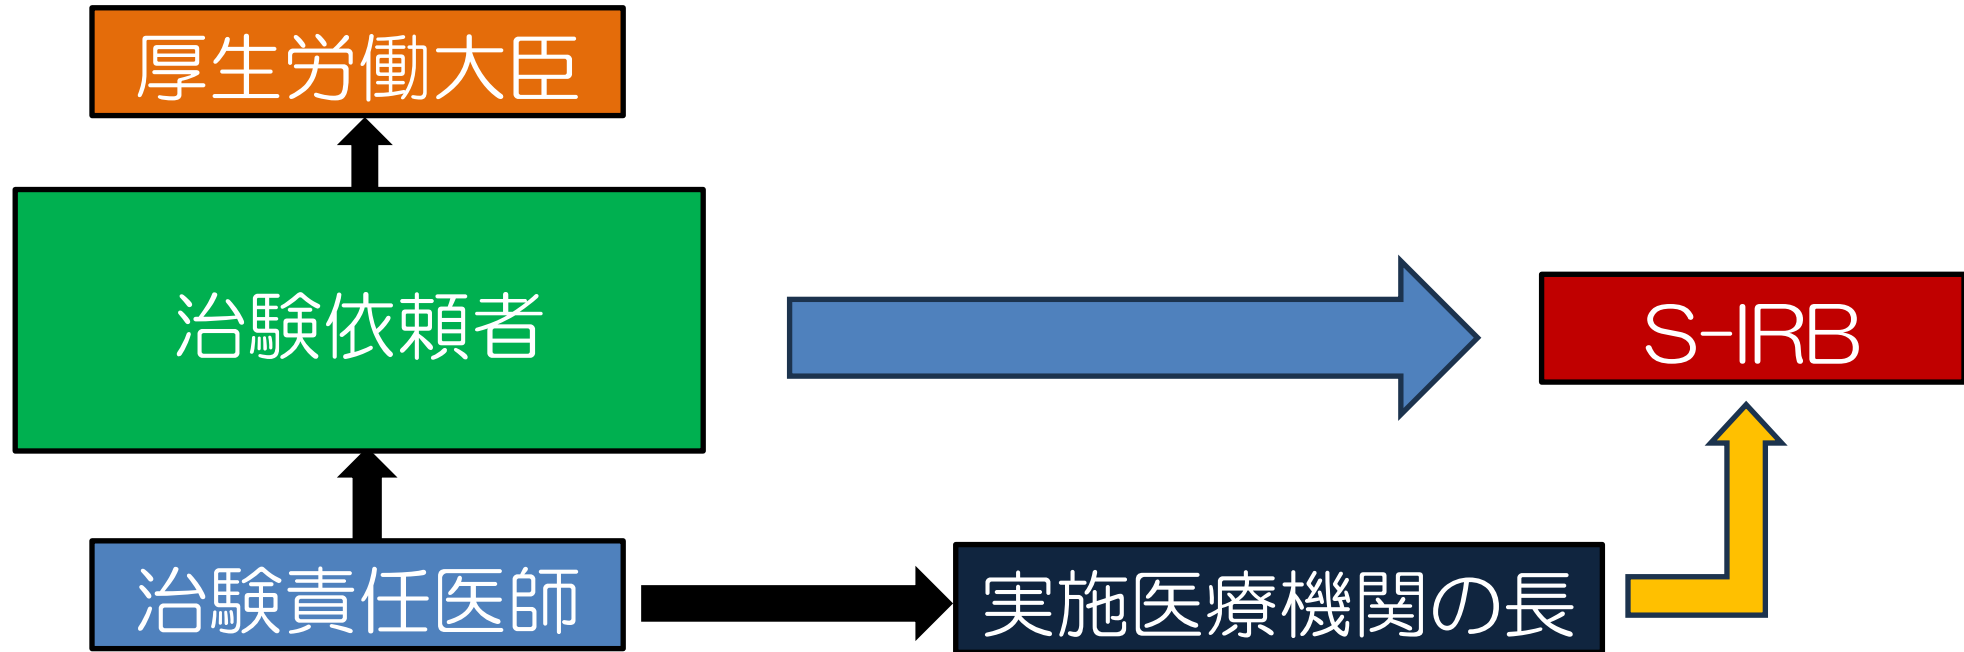 厚生労働大臣
治験依頼者
S-IRB
治験責任医師
実施医療機関の長